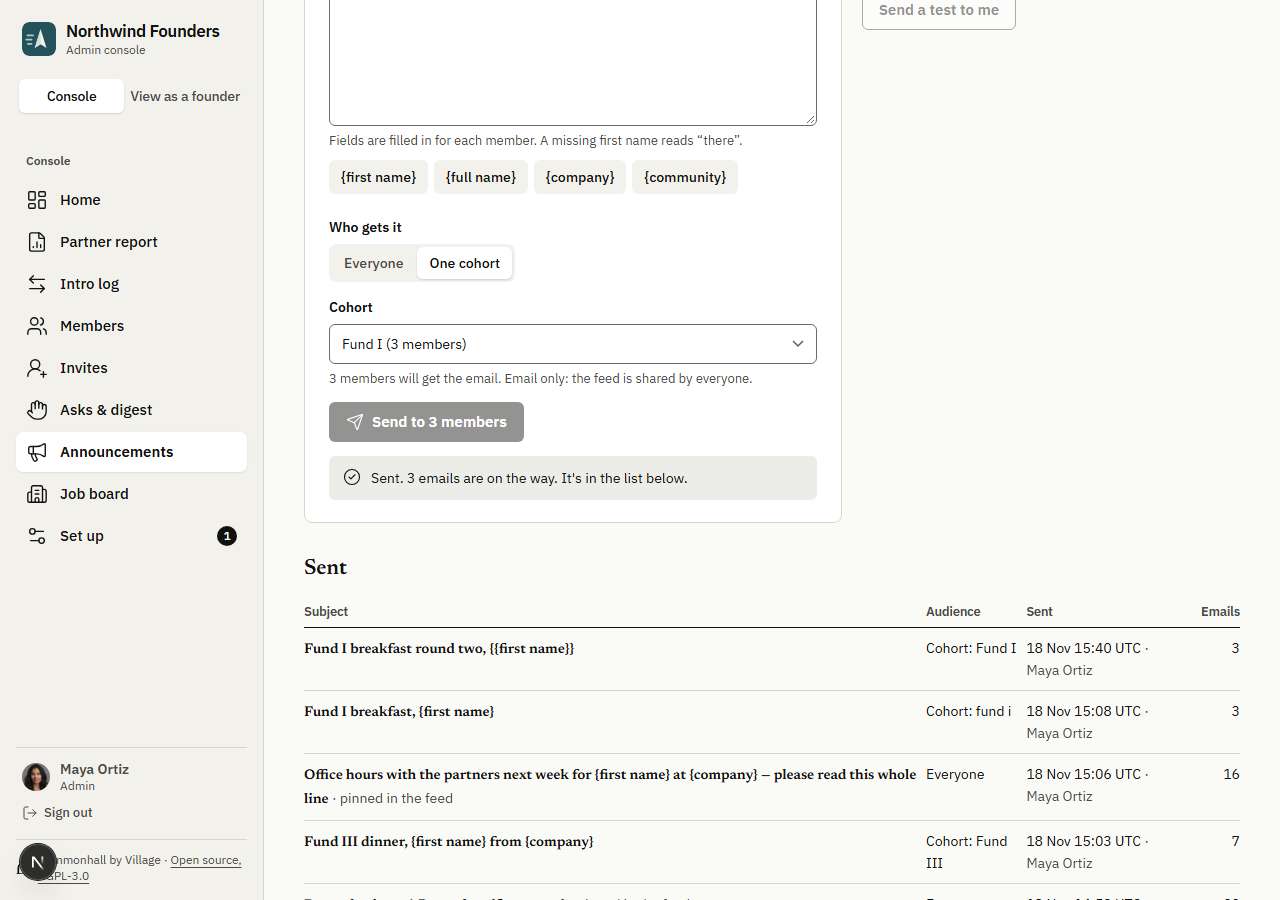 Northwind Founders
Admin console
Console
View as a founder
Console
Home
Partner report
Intro log
Members
Invites
Asks & digest
Announcements
Job board
Set up
1
Maya Ortiz
Admin
Sign out
by Village · Open source,
GPL-3.0
N
Send a test to me
Fields are filled in for each member. A missing first name reads “there”.
{first name}
{full name}
{company}
{community}
Who gets it
Everyone
One cohort
Cohort
Fund I (3 members)
3 members will get the email. Email only: the feed is shared by everyone.
Send to 3 members
Sent. 3 emails are on the way. It's in the list below.
Sent
Subject
Audience
Sent
Emails
Fund I breakfast round two, {{first name}}
Cohort: Fund I
18 Nov 15:40 UTC ·
Maya Ortiz
3
Fund I breakfast, {first name}
Cohort: fund i
18 Nov 15:08 UTC ·
Maya Ortiz
3
Office hours with the partners next week for {first name} at {company} – please read this whole
line · pinned in the feed
Everyone
18 Nov 15:06 UTC ·
Maya Ortiz
16
Fund III dinner, {first name} from {company}
Cohort: Fund
III
18 Nov 15:03 UTC ·
Maya Ortiz
7